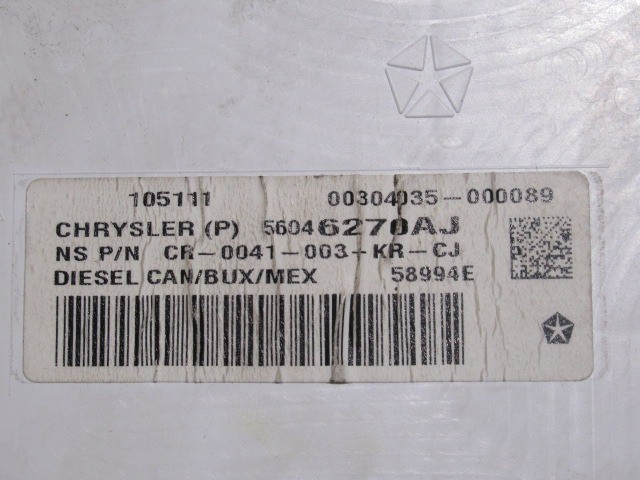 105111 00304035-000089
CHRYSLER (P) 56046270AJ
NS P/N CR-0041-003-KR-CJ
DIESEL CAN/BUX/MEX 58994E